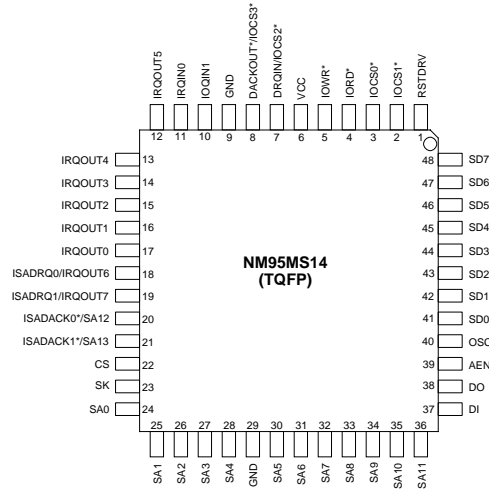 IRQOUT5
IRQIN0
IOQIN1
GND
DACKOUT*/IOCS3*
DRQIN/IOCS2*
VCC
IOWR*
IORD*
IOCS0*
IOCS1*
RSTDRV
12 11 10 9 8 7 6 5 4 3 2 1
IRQOUT4 13
IRQOUT3 14
IRQOUT2 15
IRQOUT1 16
IRQOUT0 17
ISADRQ0/IRQOUT6 18
ISADRQ1/IRQOUT7 19
ISADACK0*/SA12 20
ISADACK1*/SA13 21
CS 22
SK 23
SA0 24
NM95MS14
(TQFP)
48 SD7
47 SD6
46 SD5
45 SD4
44 SD3
43 SD2
42 SD1
41 SD0
40 OSC
39 AEN
38 DO
37 DI
25 26 27 28 29 30 31 32 33 34 35 36
SA1
SA2
SA3
SA4
GND
SA5
SA6
SA7
SA8
SA9
SA10
SA11